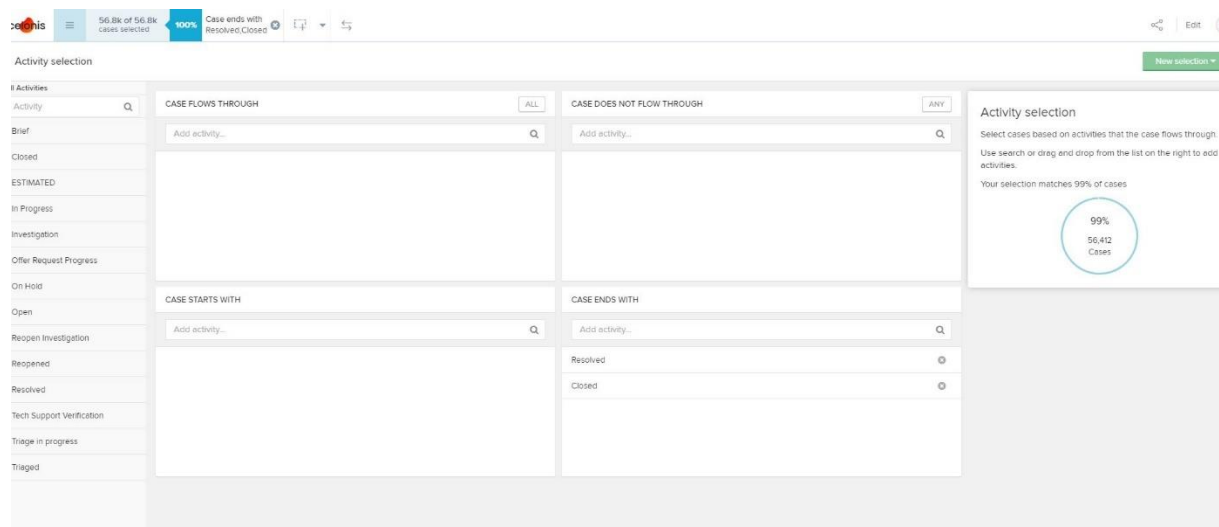 celonis
56.8k of 56.8k
cases selected
100%
Case ends with
Resolved,Closed
Edit
Activity selection
New selection
ll Activities
Activity
Brief
Closed
ESTIMATED
In Progress
Investigation
Offer Request Progress
On Hold
Open
Reopen Investigation
Reopened
Resolved
Tech Support Verification
Triage in progress
Triaged
CASE FLOWS THROUGH
ALL
Add activity...
CASE DOES NOT FLOW THROUGH
ANY
Add activity...
CASE STARTS WITH
Add activity...
CASE ENDS WITH
Add activity...
Resolved
Closed
Activity selection
Select cases based on activities that the case flows through.
Use search or drag and drop from the list on the right to add
activities.
Your selection matches 99% of cases
99%
56,412
Cases